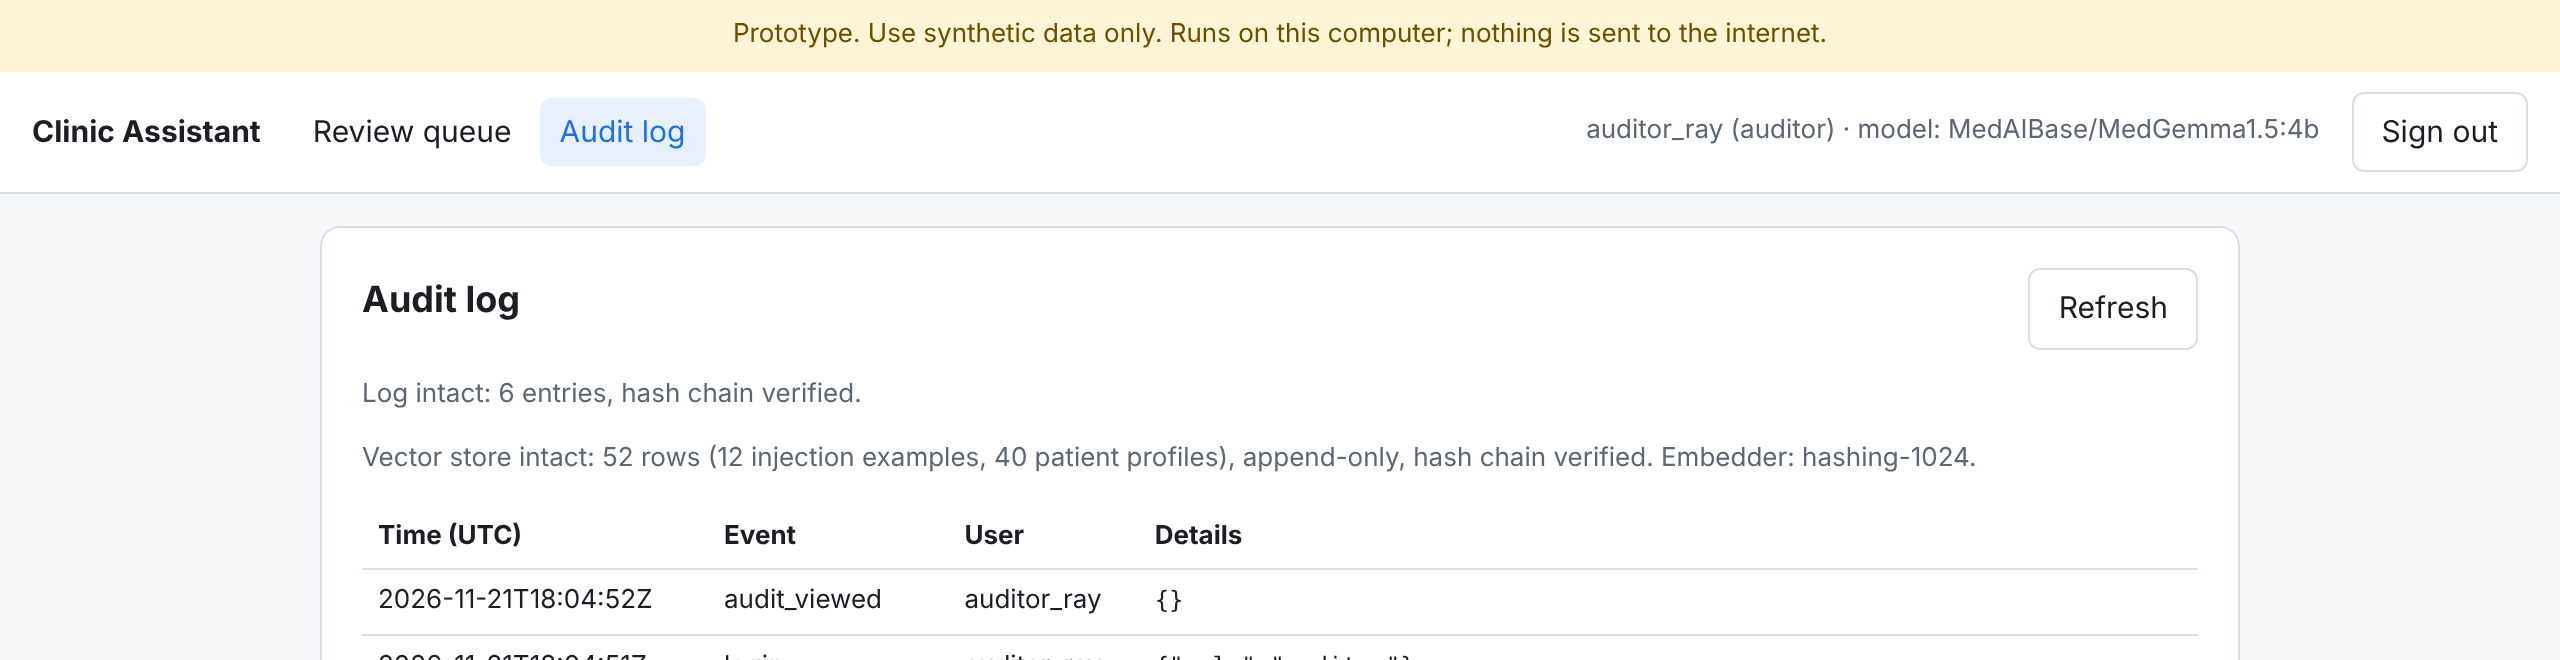 Prototype. Use synthetic data only. Runs on this computer; nothing is sent to the internet.
Clinic Assistant Review queue Audit log auditor_ray (auditor) · model: MedAIBase/MedGemma1.5:4b Sign out
Audit log Refresh
Log intact: 6 entries, hash chain verified.
Vector store intact: 52 rows (12 injection examples, 40 patient profiles), append-only, hash chain verified. Embedder: hashing-1024.
Time (UTC) Event User Details
2026-11-21T18:04:52Z audit_viewed auditor_ray {}